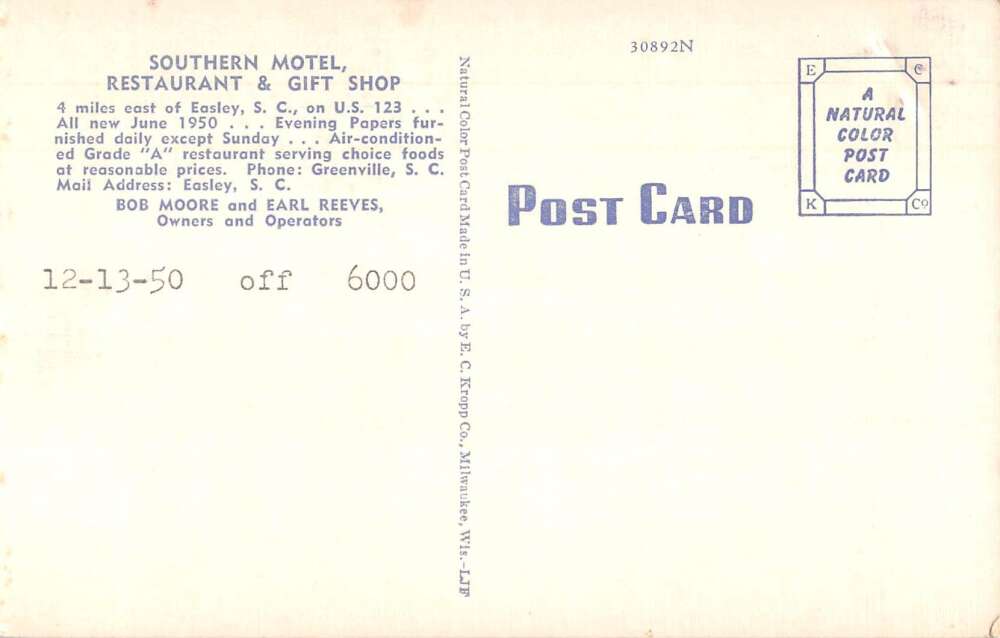 SOUTHERN MOTEL,
RESTAURANT & GIFT SHOP
4 miles east of Easley, S. C., on U.S. 123 . . .
All new June 1950 . . . Evening Papers fur-
nished daily except Sunday . . . Air-condition-
ed Grade "A" restaurant serving choice foods
at reasonable prices. Phone: Greenville, S. C.
Mail Address: Easley, S. C.
BOB MOORE and EARL REEVES,
Owners and Operators
12-13-50 off 6000
Natural Color Post Card Made in U. S. A. by E. C. Kropp Co., Milwaukee, Wis.-LJF
30892N
POST CARD
E C
A
NATURAL
COLOR
POST
CARD
K Co